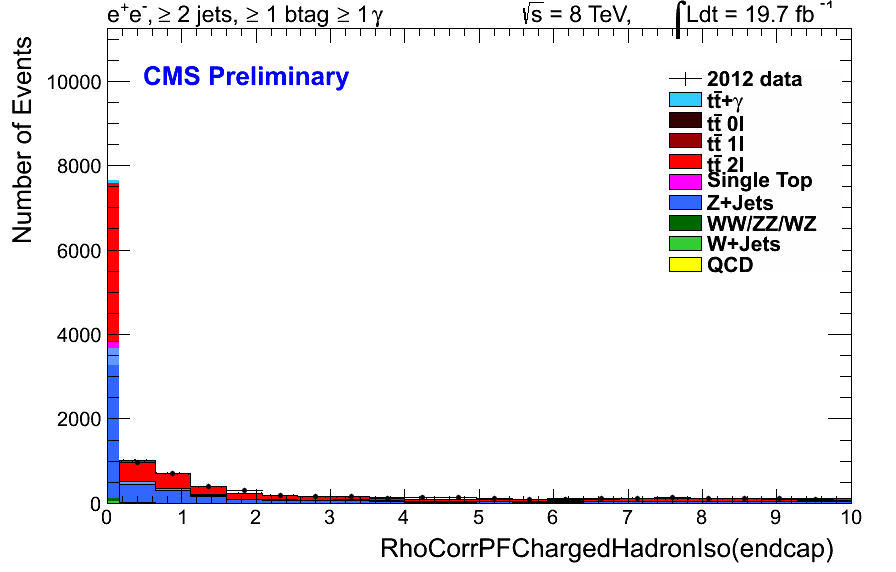 e⁺e⁻, ≥ 2 jets, ≥ 1 btag ≥ 1 γ
√s = 8 TeV, ∫Ldt = 19.7 fb⁻¹
CMS Preliminary
Number of Events
10000
8000
6000
4000
2000
0
2012 data
tt̄+γ
tt̄ 0l
tt̄ 1l
tt̄ 2l
Single Top
Z+Jets
WW/ZZ/WZ
W+Jets
QCD
0 1 2 3 4 5 6 7 8 9 10
RhoCorrPFChargedHadronIso(endcap)